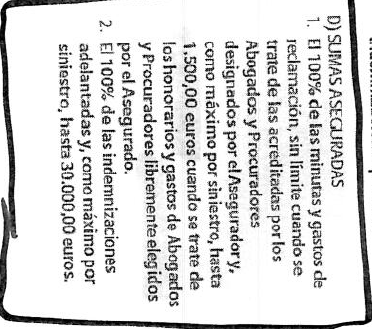 D) SUMAS ASEGURADAS
1. El 100% de las minutas y gastos de
reclamación, sin límite cuando se
trate de las acreditadas por los
Abogados y Procuradores
designados por el Asegurador y,
como máximo por siniestro, hasta
1.500,00 euros cuando se trate de
los honorarios y gastos de Abogados
y Procuradores libremente elegidos
por el Asegurado.
2. El 100% de las indemnizaciones
adelantadas y, como máximo por
siniestro, hasta 30.000,00 euros.